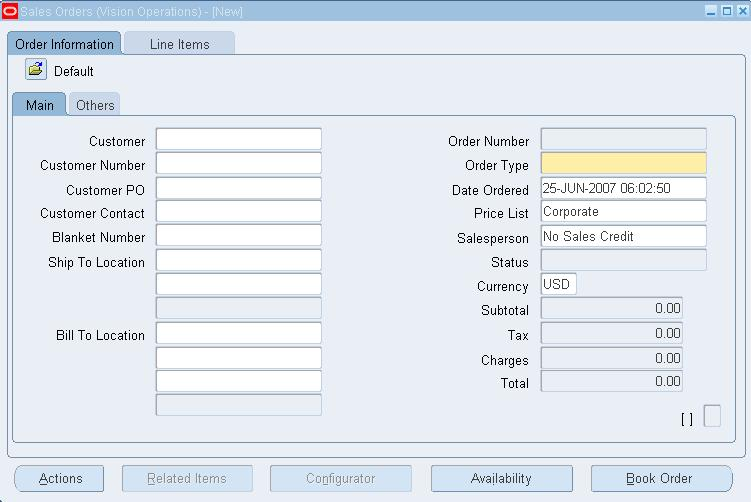 Sales Orders (Vision Operations) - [New]
Order Information Line Items
Default
Main Others
Customer
Customer Number
Customer PO
Customer Contact
Blanket Number
Ship To Location
Bill To Location
Order Number
Order Type
Date Ordered 25-JUN-2007 06:02:50
Price List Corporate
Salesperson No Sales Credit
Status
Currency USD
Subtotal 0.00
Tax 0.00
Charges 0.00
Total 0.00
[ ]
Actions Related Items Configurator Availability Book Order